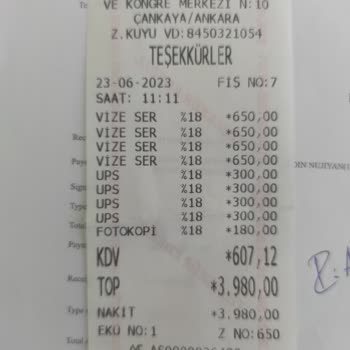 VE KONGRE MERKEZİ N:10
ÇANKAYA/ANKARA
Z.KUYU VD:8450321054
TEŞEKKÜRLER
23-06-2023 FİŞ NO:7
SAAT: 11:11
VİZE SER %18 *650,00
VİZE SER %18 *650,00
VİZE SER %18 *650,00
VİZE SER %18 *650,00
UPS %18 *300,00
UPS %18 *300,00
UPS %18 *300,00
UPS %18 *300,00
FOTOKOPİ %18 *180,00
KDV *607,12
TOP *3.980,00
NAKİT *3.980,00
EKÜ NO:1 Z NO:650